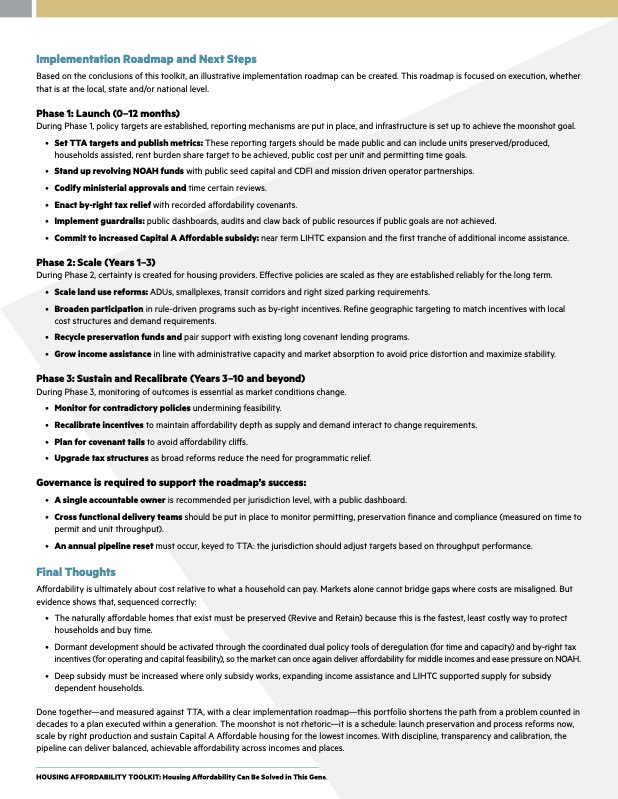 Implementation Roadmap and Next Steps
Based on the conclusions of this toolkit, an illustrative implementation roadmap can be created. This roadmap is focused on execution, whether
that is at the local, state and/or national level.
Phase 1: Launch (0–12 months)
During Phase 1, policy targets are established, reporting mechanisms are put in place, and infrastructure is set up to achieve the moonshot goal.
• Set TTA targets and publish metrics: These reporting targets should be made public and can include units preserved/produced,
households assisted, rent burden share target to be achieved, public cost per unit and permitting time goals.
• Stand up revolving NOAH funds with public seed capital and CDFI and mission driven operator partnerships.
• Codify ministerial approvals and time certain reviews.
• Enact by-right tax relief with recorded affordability covenants.
• Implement guardrails: public dashboards, audits and claw back of public resources if public goals are not achieved.
• Commit to increased Capital A Affordable subsidy: near term LIHTC expansion and the first tranche of additional income assistance.
Phase 2: Scale (Years 1–3)
During Phase 2, certainty is created for housing providers. Effective policies are scaled as they are established reliably for the long term.
• Scale land use reforms: ADUs, smallplexes, transit corridors and right sized parking requirements.
• Broaden participation in rule-driven programs such as by-right incentives. Refine geographic targeting to match incentives with local
cost structures and demand requirements.
• Recycle preservation funds and pair support with existing long covenant lending programs.
• Grow income assistance in line with administrative capacity and market absorption to avoid price distortion and maximize stability.
Phase 3: Sustain and Recalibrate (Years 3–10 and beyond)
During Phase 3, monitoring of outcomes is essential as market conditions change.
• Monitor for contradictory policies undermining feasibility.
• Recalibrate incentives to maintain affordability depth as supply and demand interact to change requirements.
• Plan for covenant tails to avoid affordability cliffs.
• Upgrade tax structures as broad reforms reduce the need for programmatic relief.
Governance is required to support the roadmap’s success:
• A single accountable owner is recommended per jurisdiction level, with a public dashboard.
• Cross functional delivery teams should be put in place to monitor permitting, preservation finance and compliance (measured on time to
permit and unit throughput).
• An annual pipeline reset must occur, keyed to TTA: the jurisdiction should adjust targets based on throughput performance.
Final Thoughts
Affordability is ultimately about cost relative to what a household can pay. Markets alone cannot bridge gaps where costs are misaligned. But
evidence shows that, sequenced correctly:
• The naturally affordable homes that exist must be preserved (Revive and Retain) because this is the fastest, least costly way to protect
households and buy time.
• Dormant development should be activated through the coordinated dual policy tools of deregulation (for time and capacity) and by-right tax
incentives (for operating and capital feasibility), so the market can once again deliver affordability for middle incomes and ease pressure on NOAH.
• Deep subsidy must be increased where only subsidy works, expanding income assistance and LIHTC supported supply for subsidy
dependent households.
Done together—and measured against TTA, with a clear implementation roadmap—this portfolio shortens the path from a problem counted in
decades to a plan executed within a generation. The moonshot is not rhetoric—it is a schedule: launch preservation and process reforms now,
scale by right production and sustain Capital A Affordable housing for the lowest incomes. With discipline, transparency and calibration, the
pipeline can deliver balanced, achievable affordability across incomes and places.
HOUSING AFFORDABILITY TOOLKIT: Housing Affordability Can Be Solved in This Gene